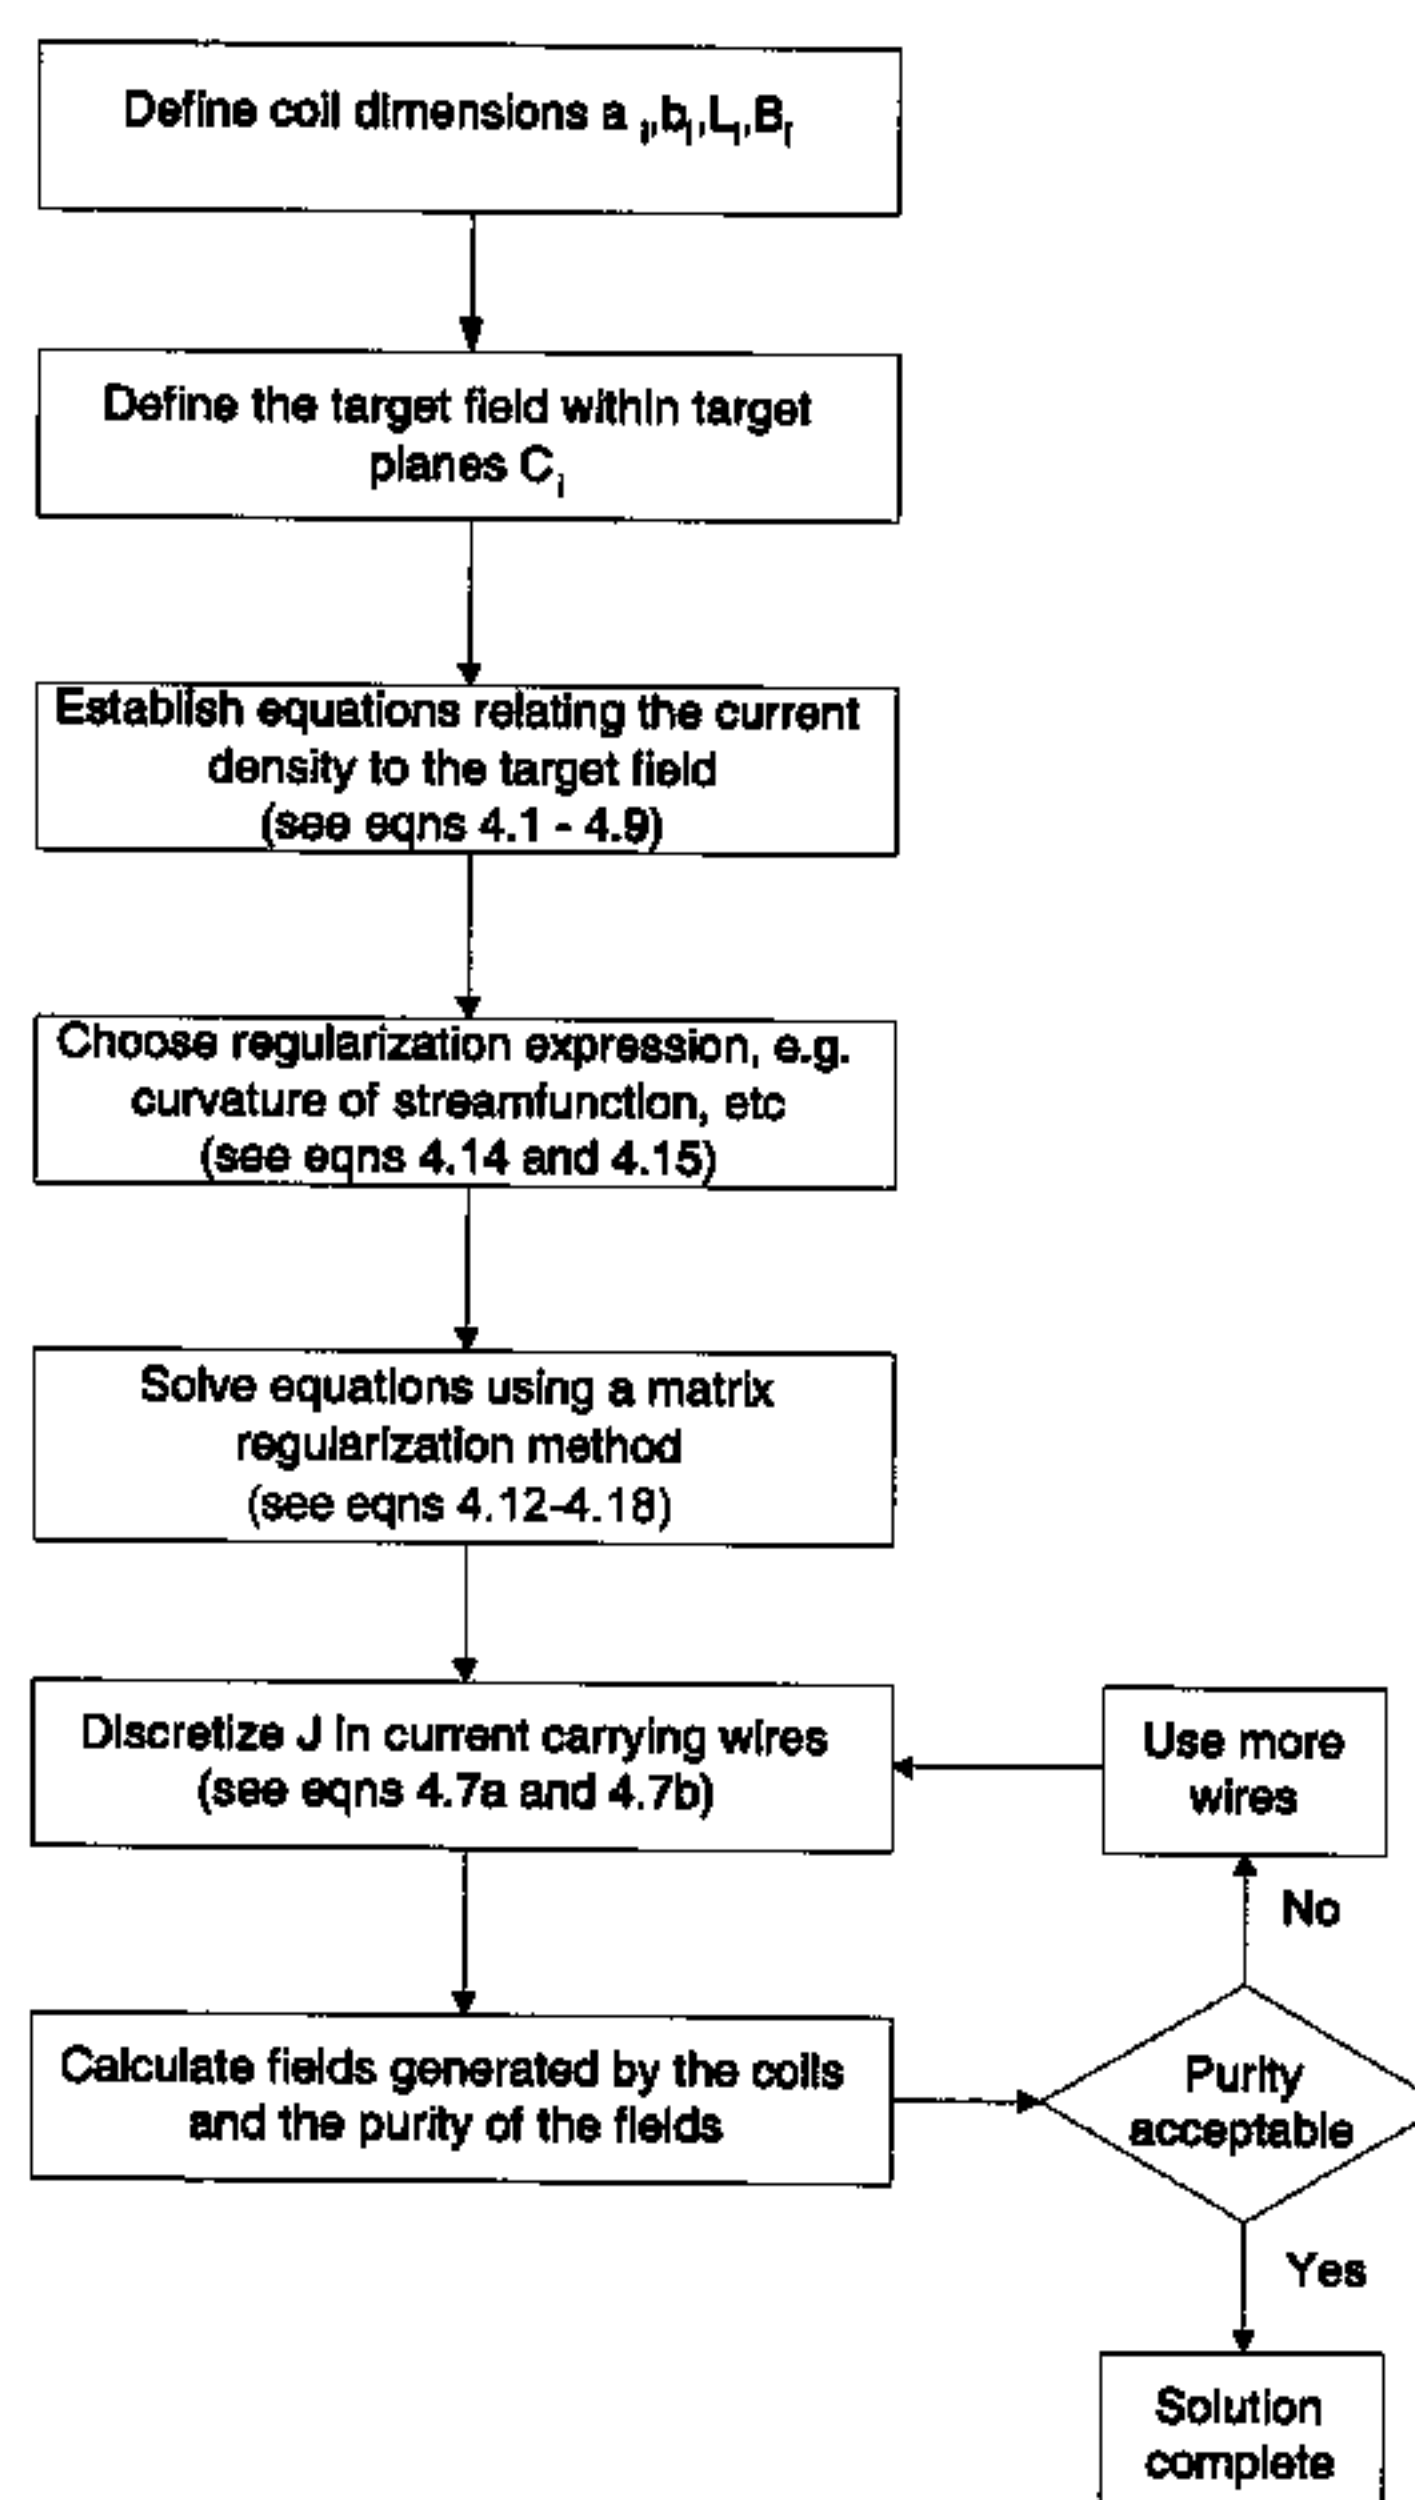 Define coil dimensions a j,bj,Lj,Bj
Define the target field within target
planes Cj
Establish equations relating the current
density to the target field
(see eqns 4.1 - 4.9)
Choose regularization expression, e.g.
curvature of streamfunction, etc
(see eqns 4.14 and 4.15)
Solve equations using a matrix
regularization method
(see eqns 4.12-4.18)
Discretize J in current carrying wires
(see eqns 4.7a and 4.7b)
Use more
wires
No
Calculate fields generated by the coils
and the purity of the fields
Purity
acceptable
Yes
Solution
complete